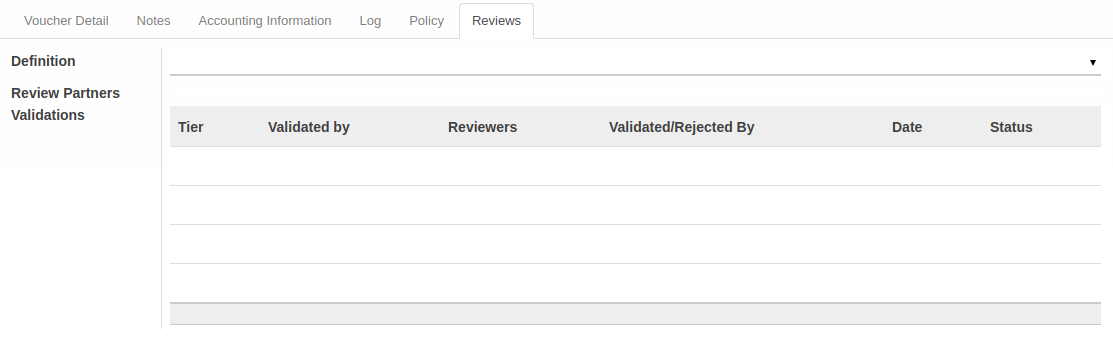 Voucher Detail Notes Accounting Information Log Policy Reviews
Definition
Review Partners
Validations
Tier Validated by Reviewers Validated/Rejected By Date Status